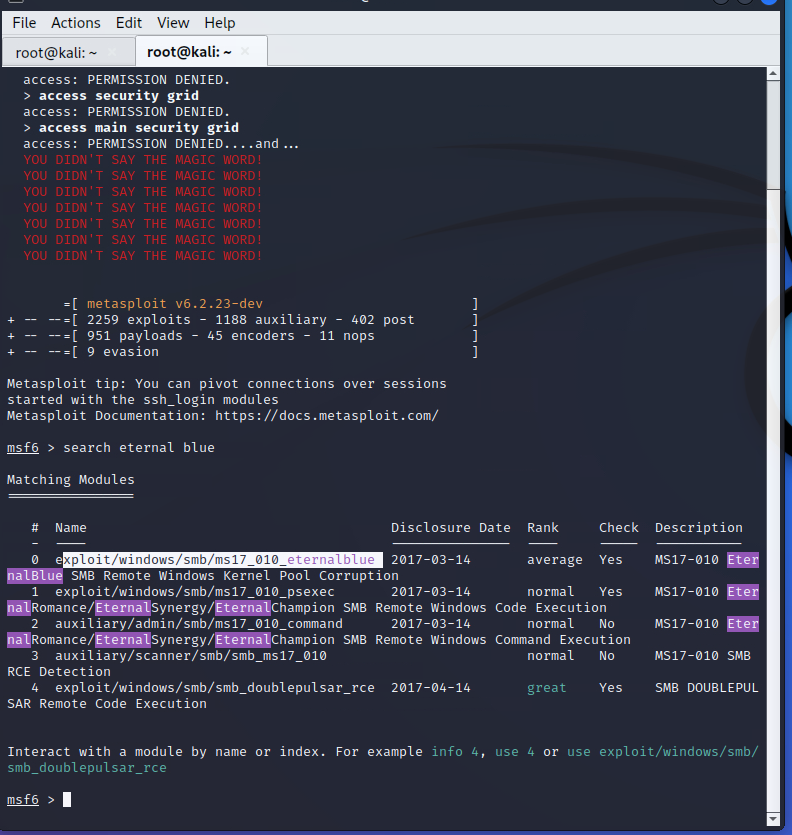 File Actions Edit View Help
root@kali: ~ × root@kali: ~ ×
access: PERMISSION DENIED.
> access security grid
access: PERMISSION DENIED.
> access main security grid
access: PERMISSION DENIED....and...
YOU DIDN'T SAY THE MAGIC WORD!
YOU DIDN'T SAY THE MAGIC WORD!
YOU DIDN'T SAY THE MAGIC WORD!
YOU DIDN'T SAY THE MAGIC WORD!
YOU DIDN'T SAY THE MAGIC WORD!
YOU DIDN'T SAY THE MAGIC WORD!
YOU DIDN'T SAY THE MAGIC WORD!
=[ metasploit v6.2.23-dev ]
+ -- --=[ 2259 exploits - 1188 auxiliary - 402 post ]
+ -- --=[ 951 payloads - 45 encoders - 11 nops ]
+ -- --=[ 9 evasion ]
Metasploit tip: You can pivot connections over sessions
started with the ssh_login modules
Metasploit Documentation: https://docs.metasploit.com/
msf6 > search eternal blue
Matching Modules
================
# Name Disclosure Date Rank Check Description
- ---- --------------- ---- ----- -----------
0 exploit/windows/smb/ms17_010_eternalblue 2017-03-14 average Yes MS17-010 Eter
nalBlue SMB Remote Windows Kernel Pool Corruption
1 exploit/windows/smb/ms17_010_psexec 2017-03-14 normal Yes MS17-010 Eter
nalRomance/EternalSynergy/EternalChampion SMB Remote Windows Code Execution
2 auxiliary/admin/smb/ms17_010_command 2017-03-14 normal No MS17-010 Eter
nalRomance/EternalSynergy/EternalChampion SMB Remote Windows Command Execution
3 auxiliary/scanner/smb/smb_ms17_010 normal No MS17-010 SMB
RCE Detection
4 exploit/windows/smb/smb_doublepulsar_rce 2017-04-14 great Yes SMB DOUBLEPUL
SAR Remote Code Execution
Interact with a module by name or index. For example info 4, use 4 or use exploit/windows/smb/
smb_doublepulsar_rce
msf6 >